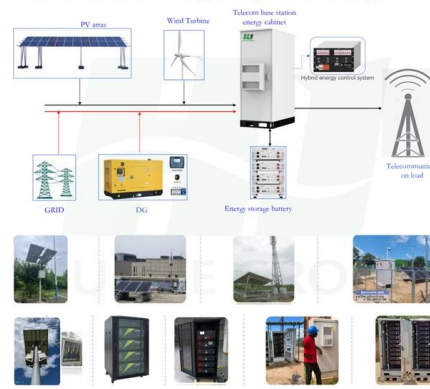 PV array
Wind Turbine
Telecom base station
energy cabinet
Hybrid energy control system
Telecommunic
on load
GRID
DG
Energy storage battery